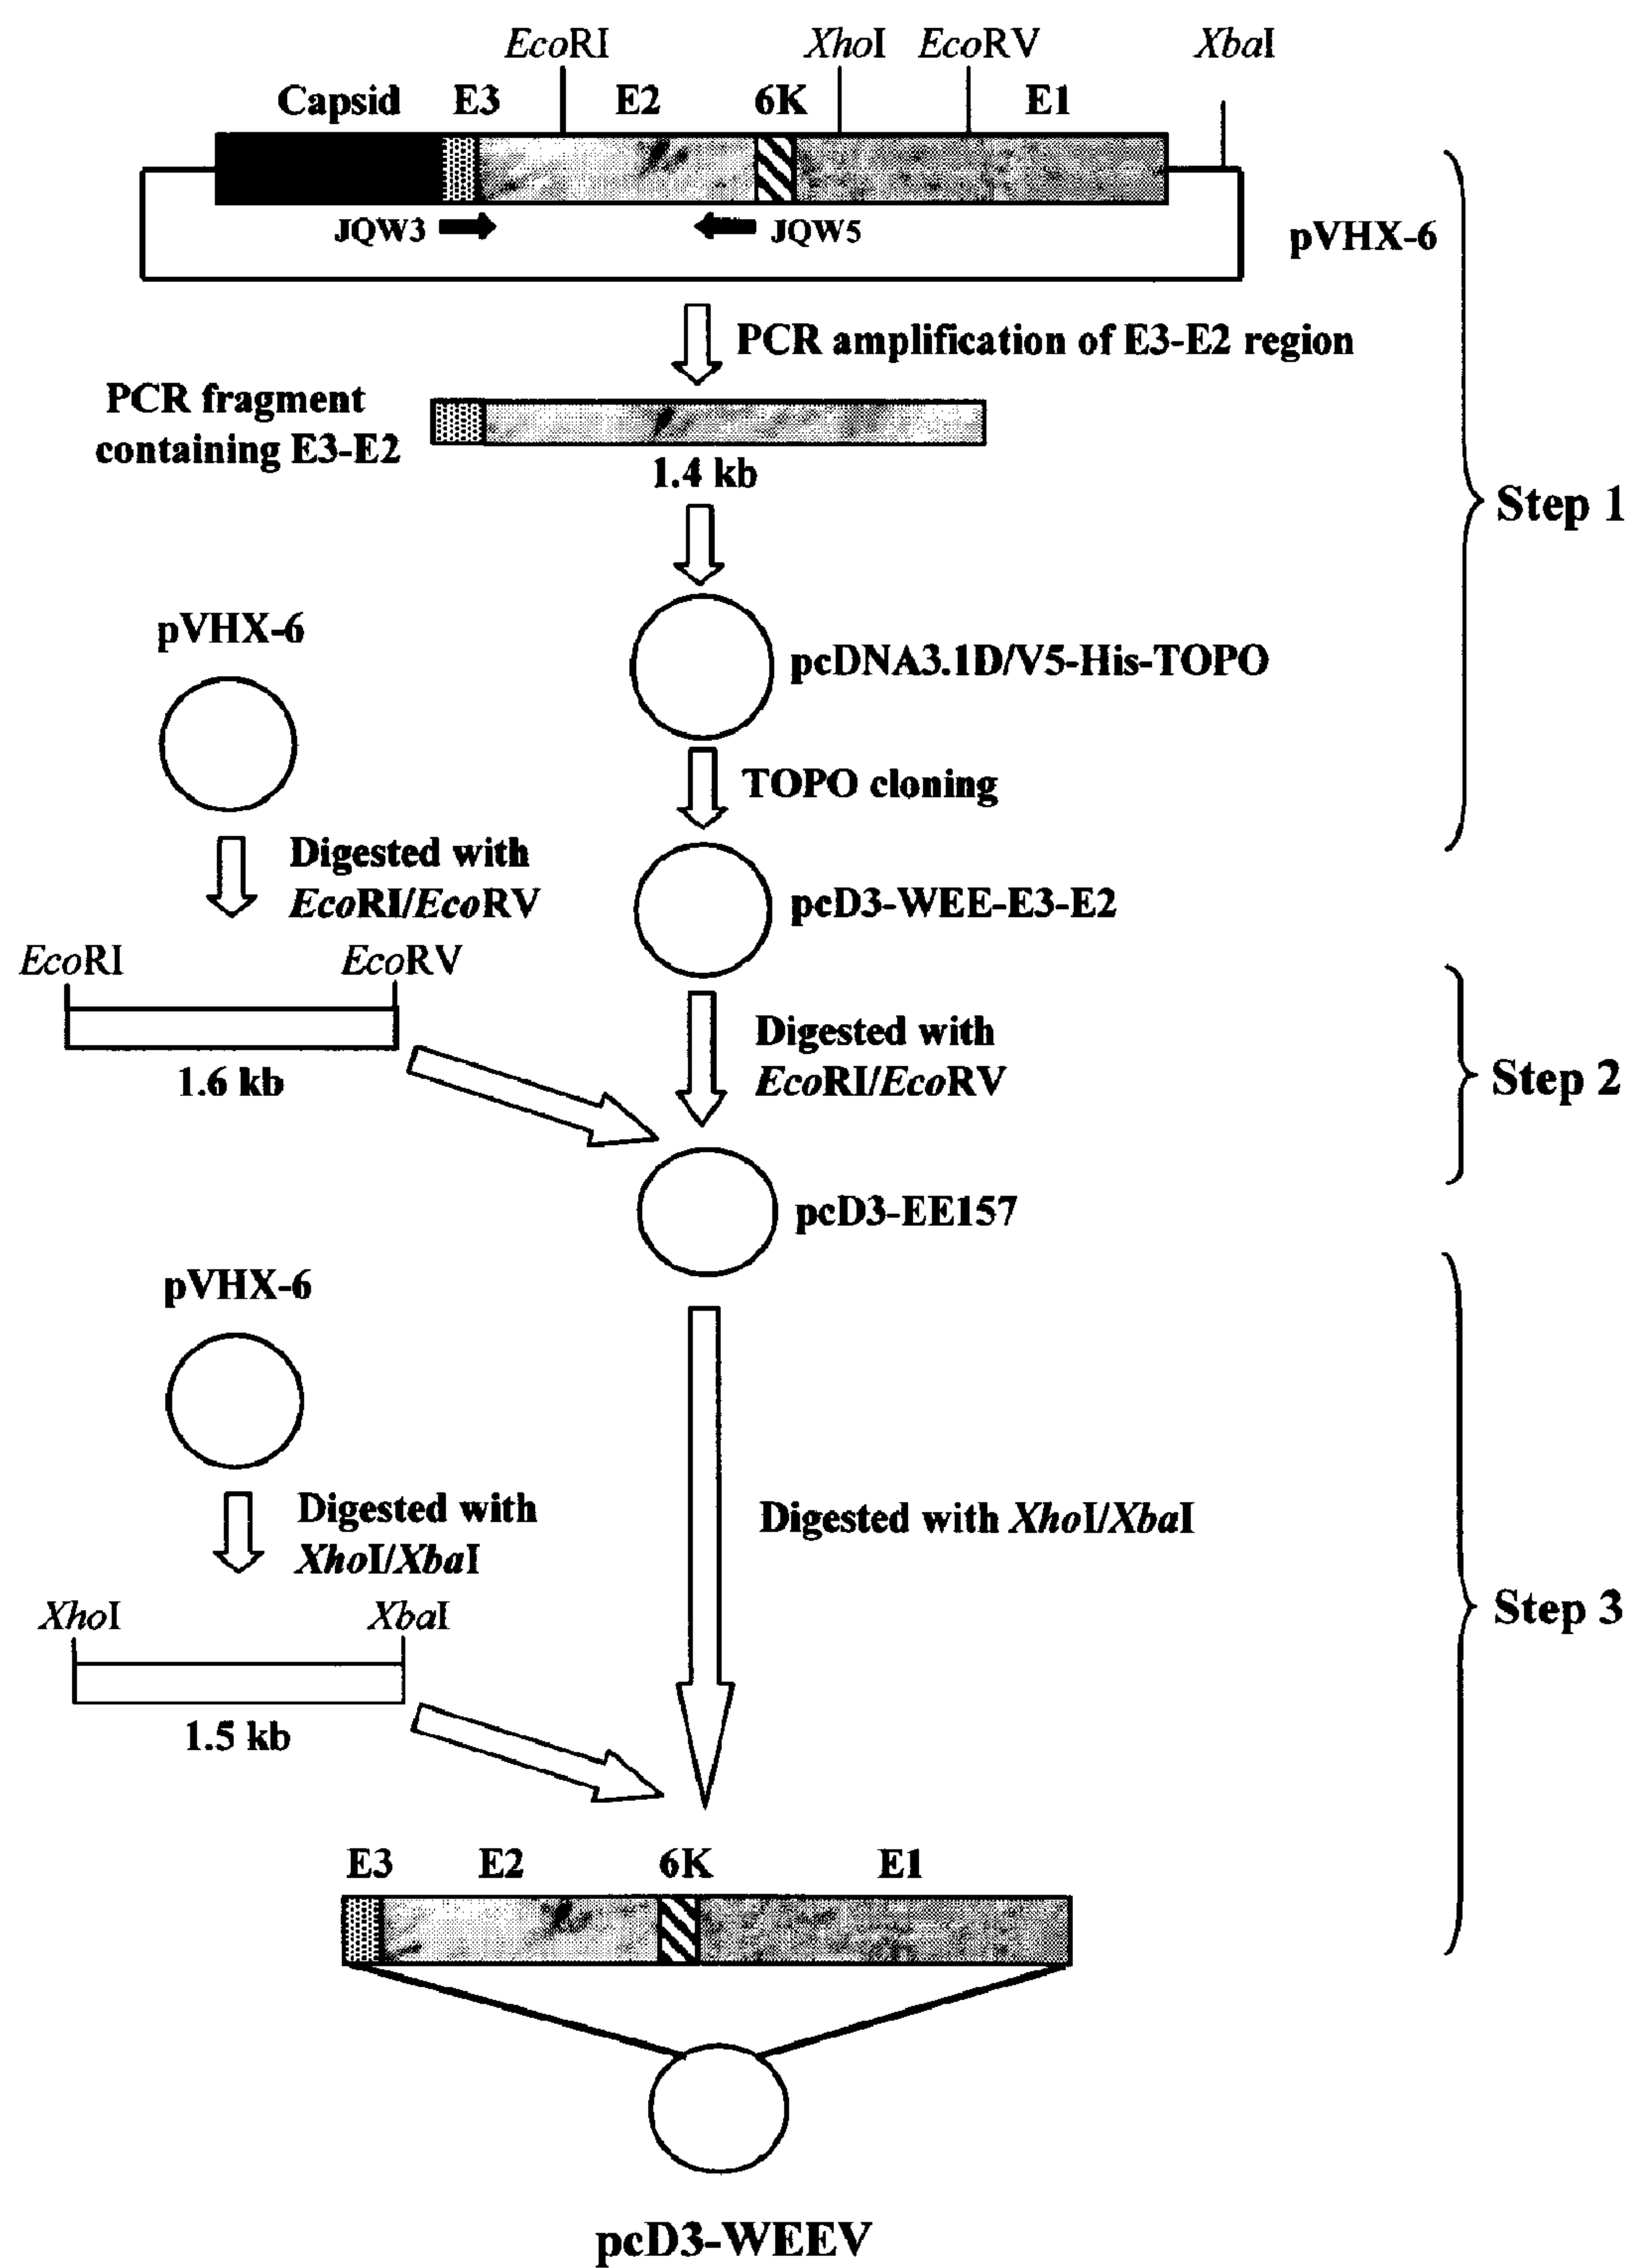 EcoRI XhoI EcoRV XbaI
Capsid E3 E2 6K E1
JQW3 JQW5
pVHX-6
PCR amplification of E3-E2 region
PCR fragment
containing E3-E2
1.4 kb
Step 1
pVHX-6
pcDNA3.1D/V5-His-TOPO
TOPO cloning
Digested with
EcoRI/EcoRV
pcD3-WEE-E3-E2
EcoRI EcoRV
1.6 kb
Digested with
EcoRI/EcoRV
Step 2
pcD3-EE157
pVHX-6
Digested with
XhoI/XbaI
Digested with XhoI/XbaI
XhoI XbaI
1.5 kb
Step 3
E3 E2 6K E1
pcD3-WEEV